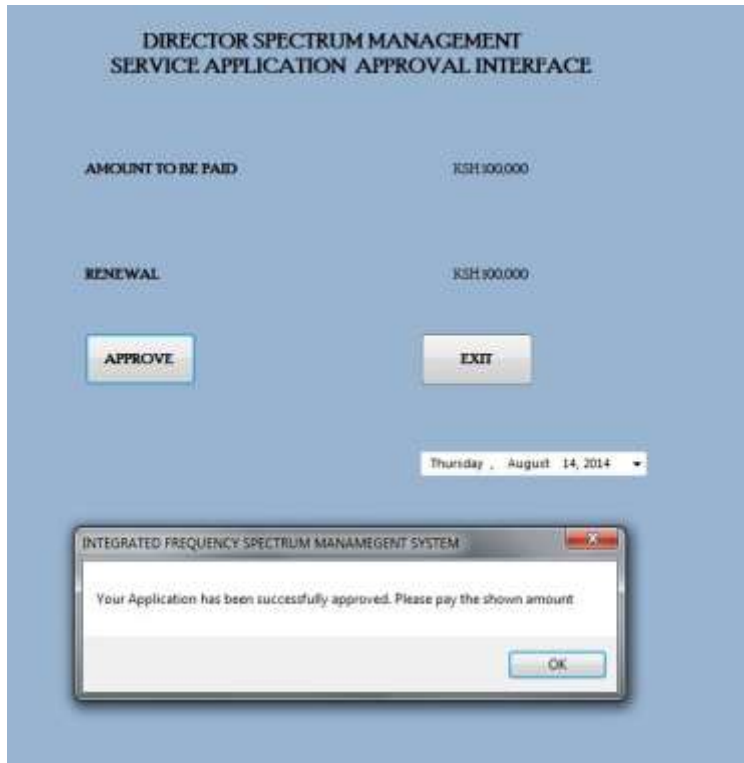 DIRECTOR SPECTRUM MANAGEMENT
SERVICE APPLICATION APPROVAL INTERFACE
AMOUNT TO BE PAID KSH 100,000
RENEWAL KSH 100,000
APPROVE EXIT
Thursday , August 14, 2014
INTEGRATED FREQUENCY SPECTRUM MANAMEGENT SYSTEM
Your Application has been successfully approved. Please pay the shown amount
OK